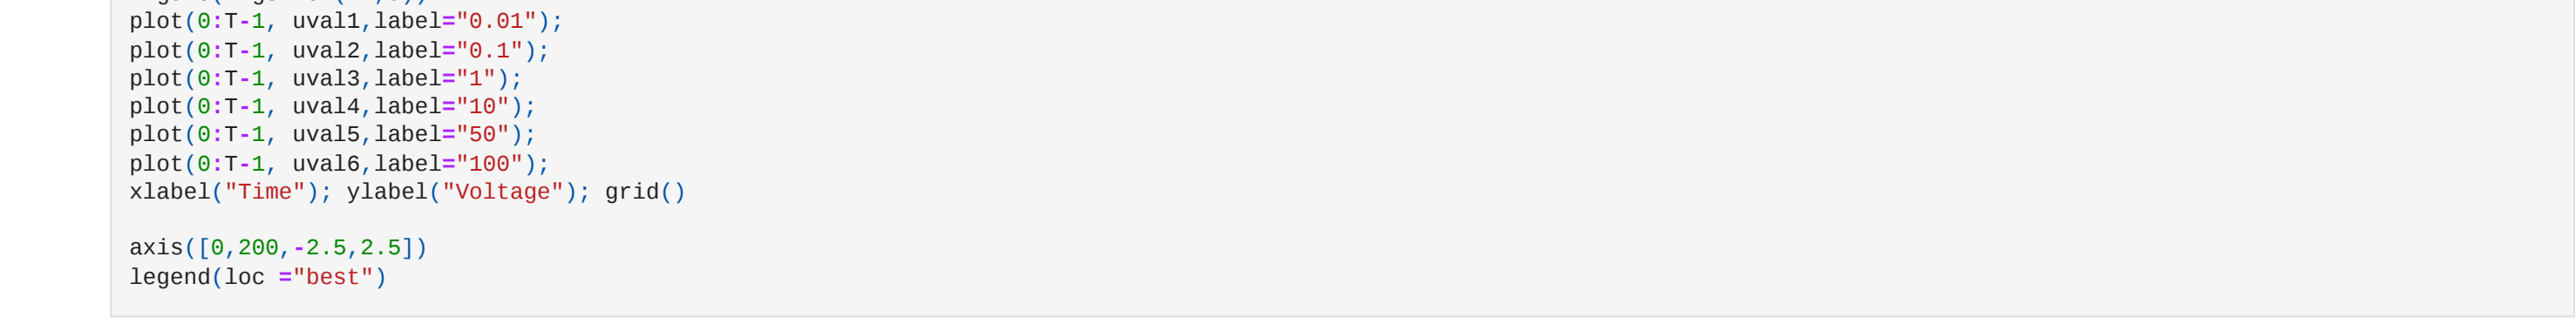 plot(0:T-1, uval1,label="0.01");
plot(0:T-1, uval2,label="0.1");
plot(0:T-1, uval3,label="1");
plot(0:T-1, uval4,label="10");
plot(0:T-1, uval5,label="50");
plot(0:T-1, uval6,label="100");
xlabel("Time"); ylabel("Voltage"); grid()
axis([0,200,-2.5,2.5])
legend(loc ="best")